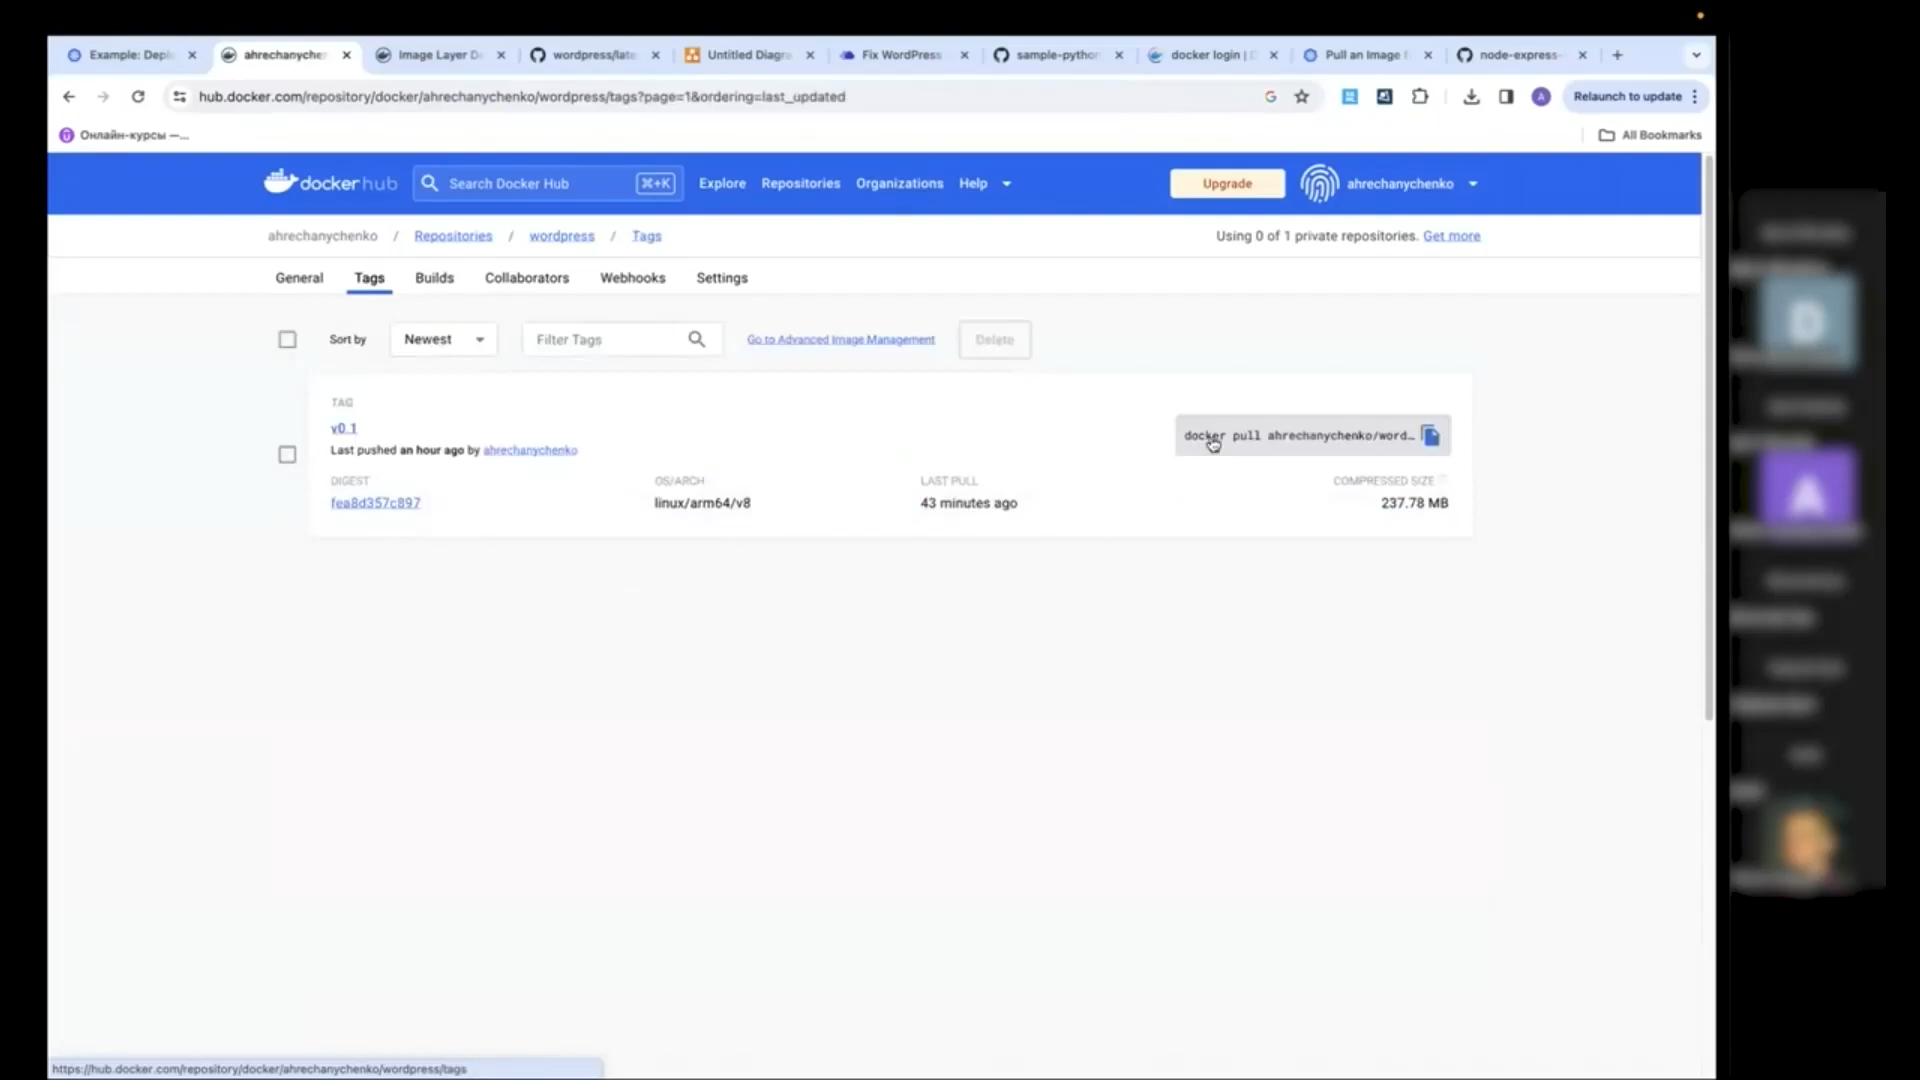 Example: Depl
ahrechanyche
Image Layer De
wordpress/late
Untitled Diagra
Fix WordPress
sample-python
docker login | D
Pull an Image f
node-express-
hub.docker.com/repository/docker/ahrechanychenko/wordpress/tags?page=1&ordering=last_updated
Relaunch to update
Онлайн-курсы —...
All Bookmarks
dockerhub
Search Docker Hub
⌘+K
Explore
Repositories
Organizations
Help
Upgrade
ahrechanychenko
ahrechanychenko / Repositories / wordpress / Tags
Using 0 of 1 private repositories. Get more
General
Tags
Builds
Collaborators
Webhooks
Settings
Sort by
Newest
Filter Tags
Go to Advanced Image Management
Delete
TAG
v0.1
docker pull ahrechanychenko/word…
Last pushed an hour ago by ahrechanychenko
DIGEST
OS/ARCH
LAST PULL
COMPRESSED SIZE
fea8d357c897
linux/arm64/v8
43 minutes ago
237.78 MB
D
A
https://hub.docker.com/repository/docker/ahrechanychenko/wordpress/tags